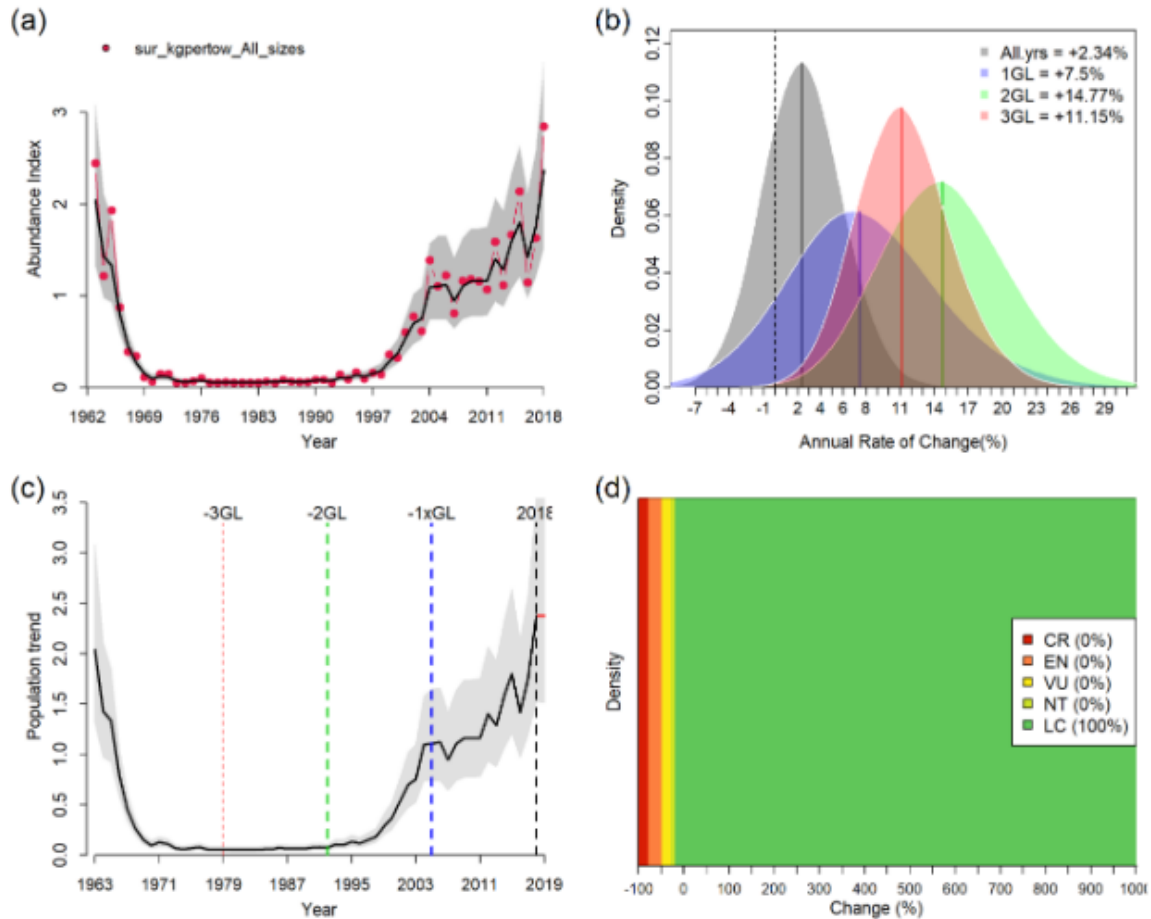 (a)
sur_kgpertow_All_sizes
Abundance Index
3
2
1
0
1962 1969 1976 1983 1990 1997 2004 2011 2018
Year
(b)
All.yrs = +2.34%
1GL = +7.5%
2GL = +14.77%
3GL = +11.15%
Density
0.12
0.10
0.08
0.06
0.04
0.02
0.00
-7 -4 -1 2 4 6 8 11 14 17 20 23 26 29
Annual Rate of Change(%)
(c)
-3GL -2GL -1xGL 2018
Population trend
3.5
3.0
2.5
2.0
1.5
1.0
0.5
0.0
1963 1971 1979 1987 1995 2003 2011 2019
Year
(d)
Density
CR (0%)
EN (0%)
VU (0%)
NT (0%)
LC (100%)
-100 0 100 200 300 400 500 600 700 800 900 1000
Change (%)